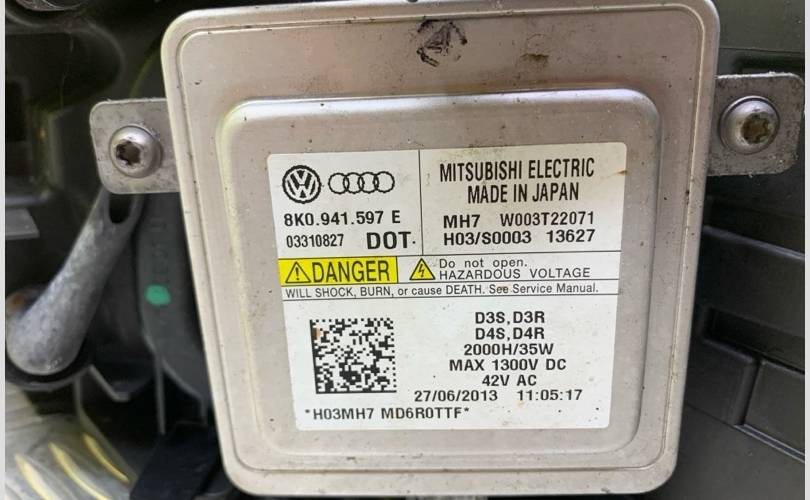 8K0.941.597 E
03310827 DOT.
MITSUBISHI ELECTRIC
MADE IN JAPAN
MH7 W003T22071
H03/S0003 13627
DANGER
Do not open.
HAZARDOUS VOLTAGE
WILL SHOCK, BURN, or cause DEATH. See Service Manual.
D3S,D3R
D4S,D4R
2000H/35W
MAX 1300V DC
42V AC
27/06/2013 11:05:17
*H03MH7 MD6R0TTF*